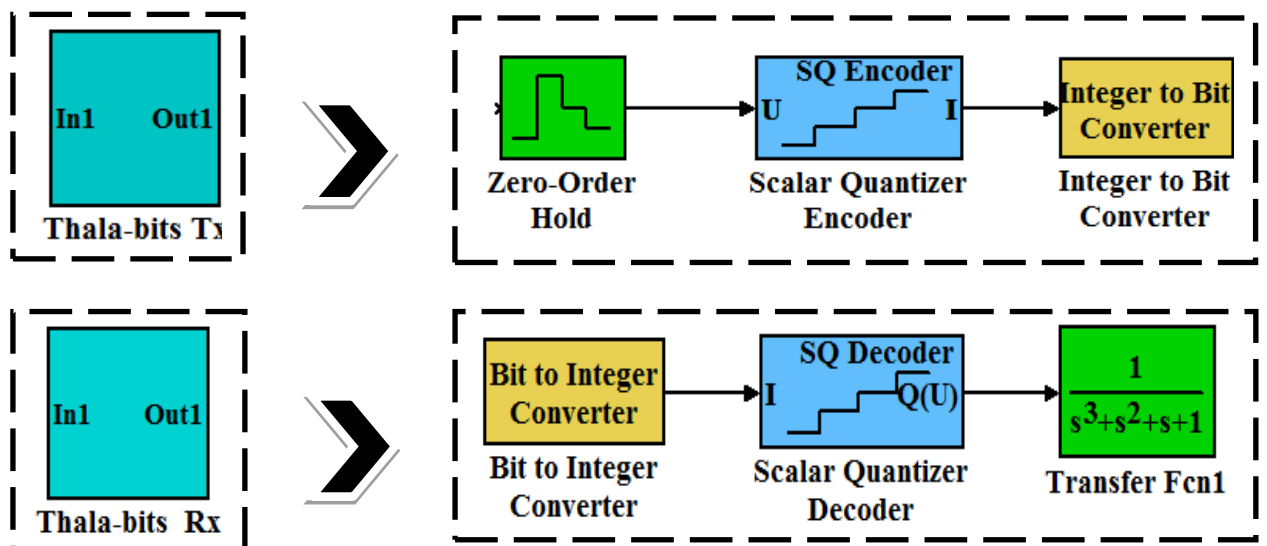 In1 Out1
Thala-bits Tx
Zero-Order
Hold
SQ Encoder
U I
Scalar Quantizer
Encoder
Integer to Bit
Converter
Integer to Bit
Converter
In1 Out1
Thala-bits Rx
Bit to Integer
Converter
Bit to Integer
Converter
SQ Decoder
I Q(U)
Scalar Quantizer
Decoder
1
s³+s²+s+1
Transfer Fcn1